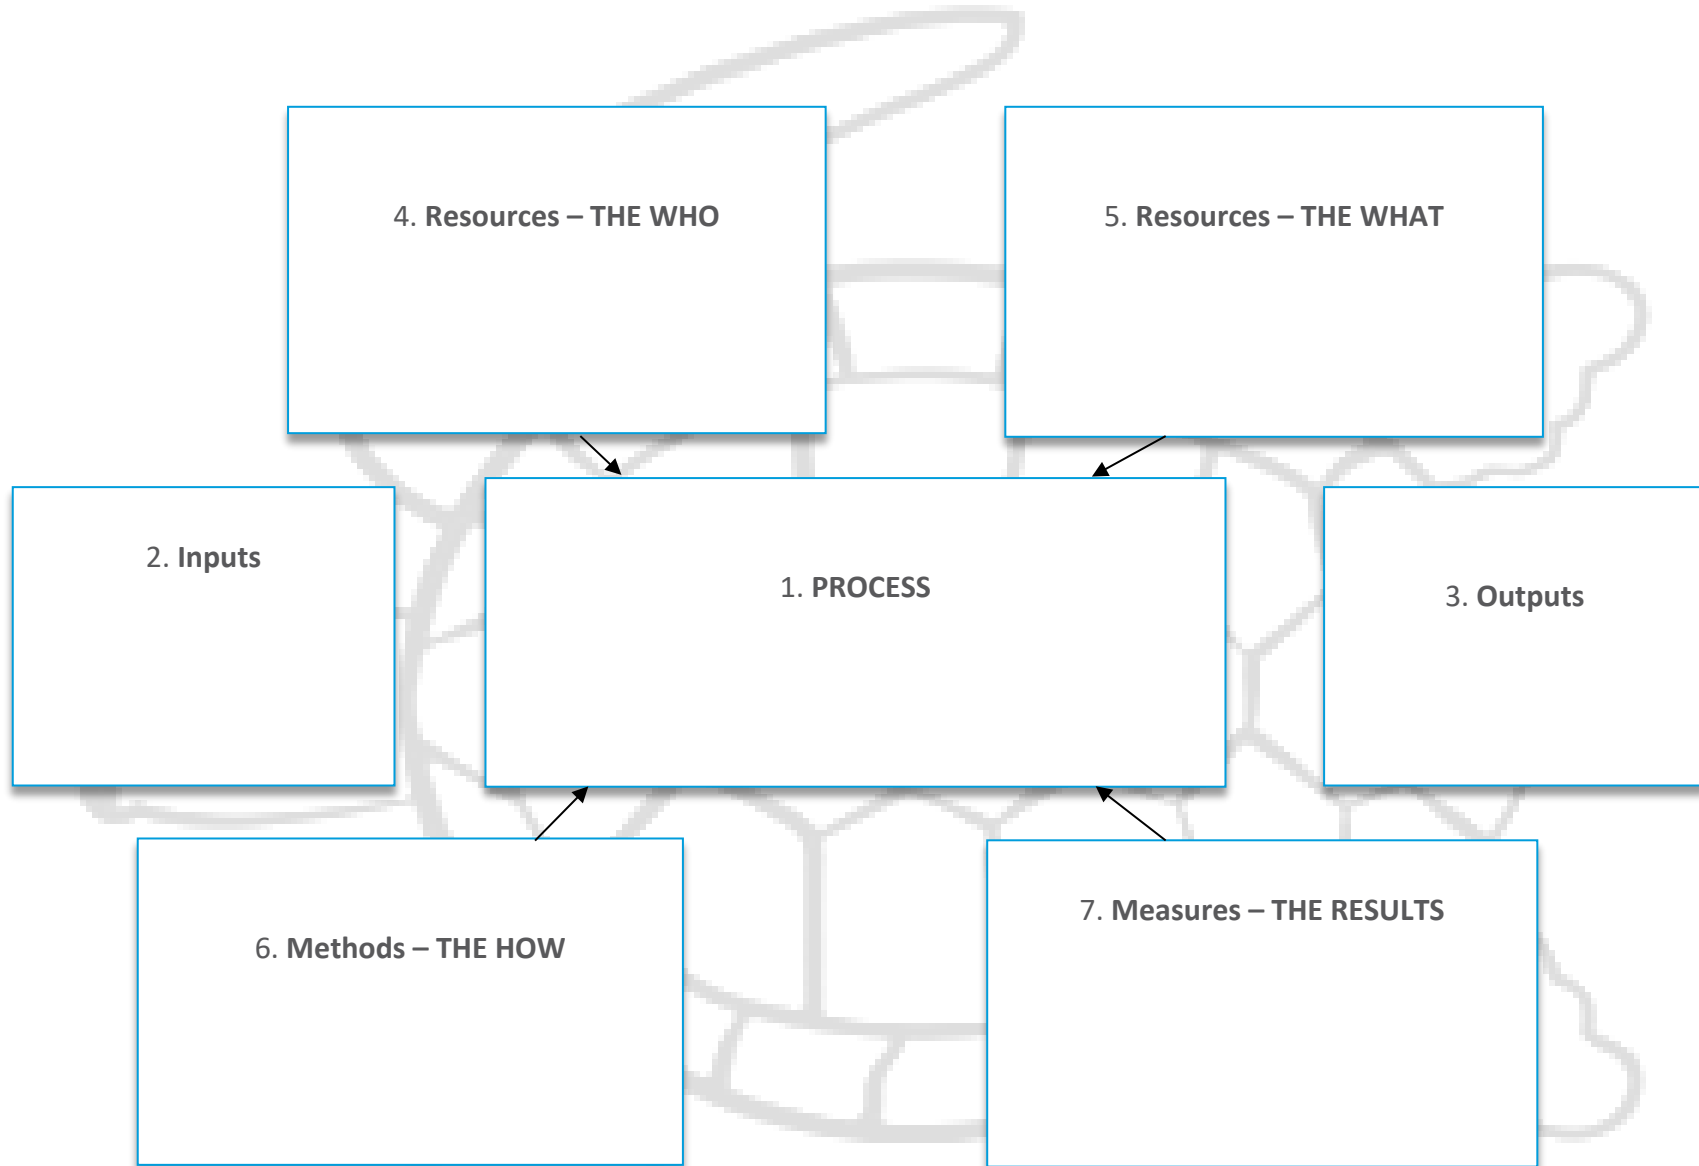 4. Resources – THE WHO
5. Resources – THE WHAT
2. Inputs
1. PROCESS
3. Outputs
6. Methods – THE HOW
7. Measures – THE RESULTS